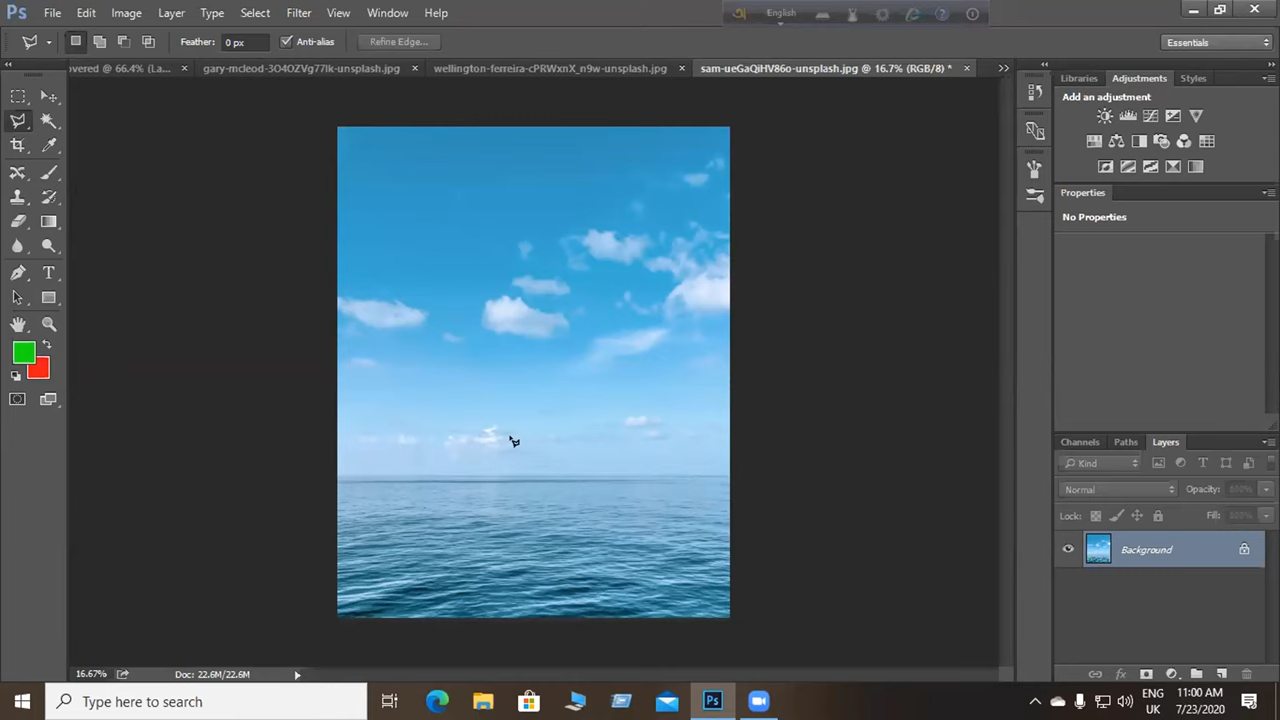 Ps File Edit Image Layer Type Select Filter View Window Help
English
Feather: 0 px Anti-alias Refine Edge... Essentials
overed @ 66.4% (La... × gary-mcleod-3O4OZVg77Ik-unsplash.jpg × wellington-ferreira-cPRWxnX_n9w-unsplash.jpg × sam-ueGaQiHV86o-unsplash.jpg @ 16.7% (RGB/8) * ×
Libraries Adjustments Styles
Add an adjustment
Properties
No Properties
Channels Paths Layers
Kind
Normal Opacity:
Lock: Fill:
Background
16.67% Doc: 22.6M/22.6M
Type here to search
Ps
ENG 11:00 AM
UK 7/23/2020